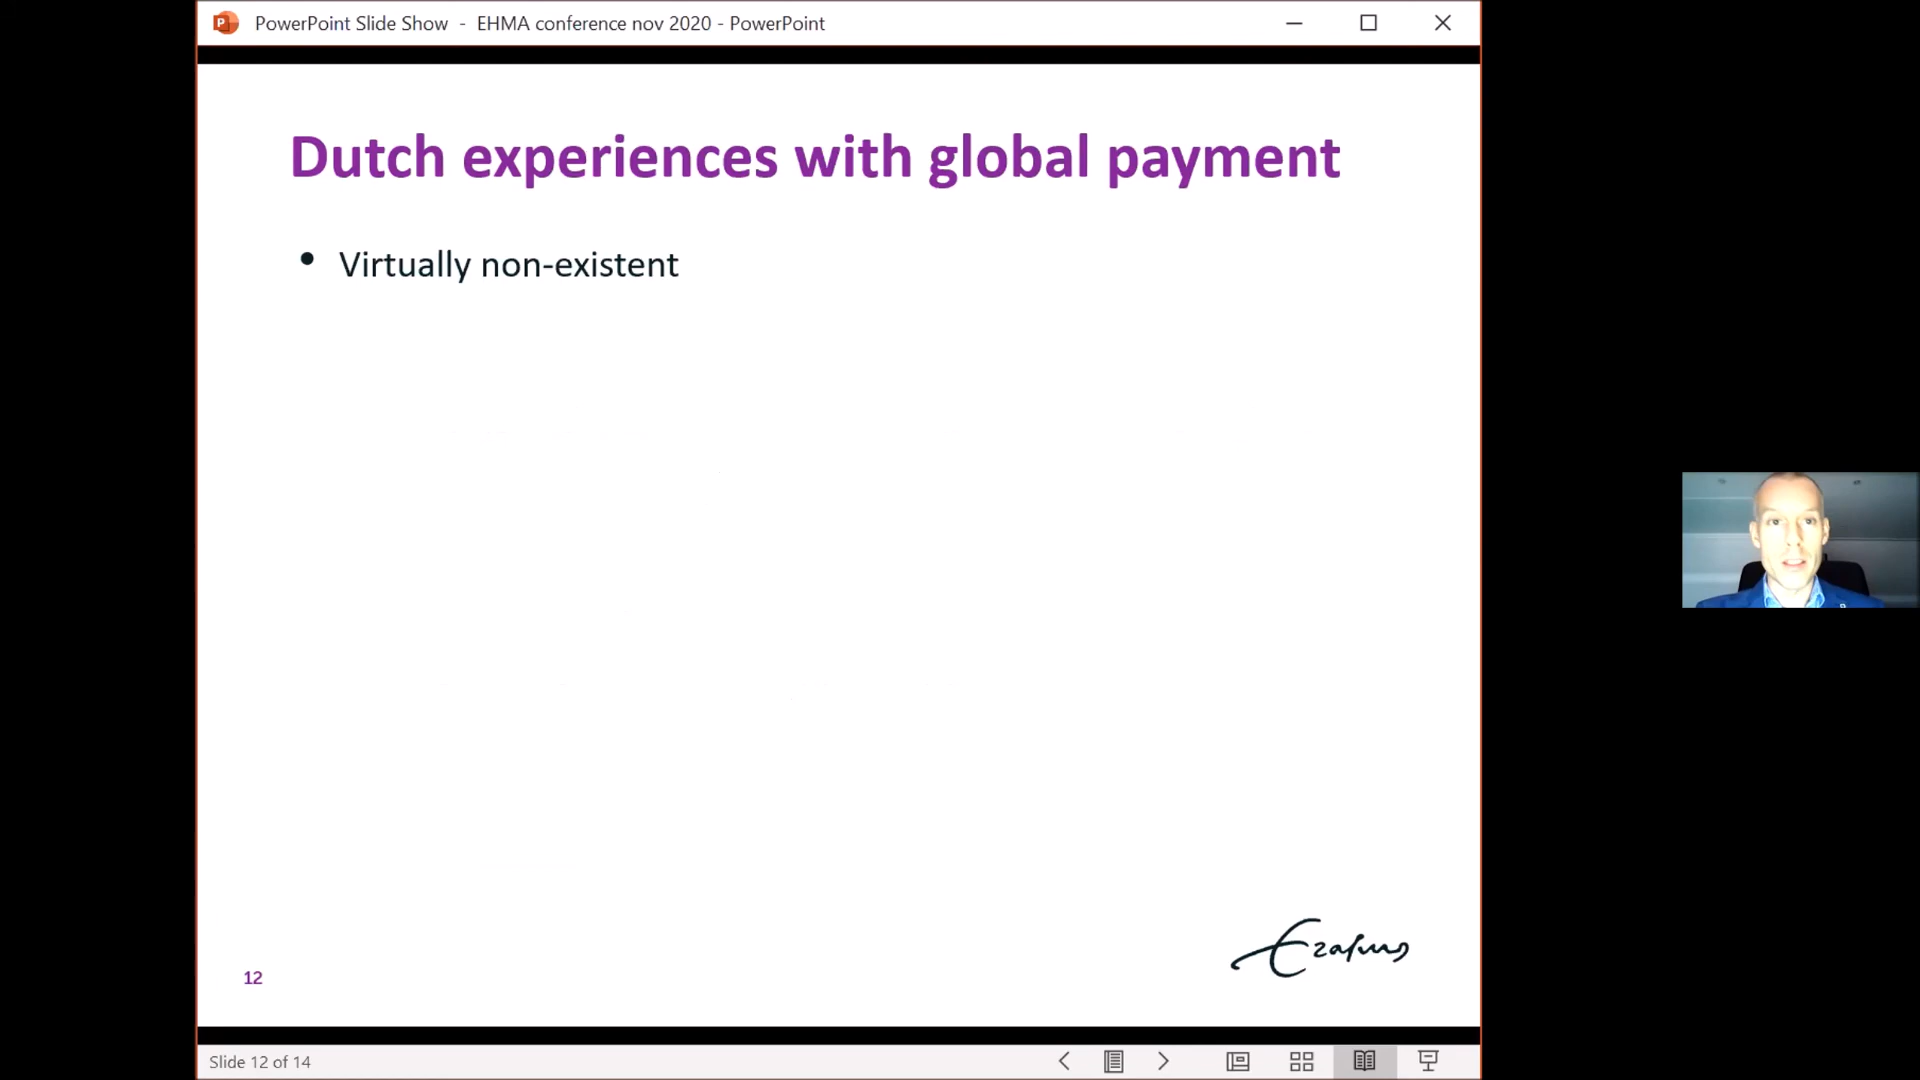 PowerPoint Slide Show - EHMA conference nov 2020 - PowerPoint
Dutch experiences with global payment
• Virtually non-existent
Erasmus
12
Slide 12 of 14